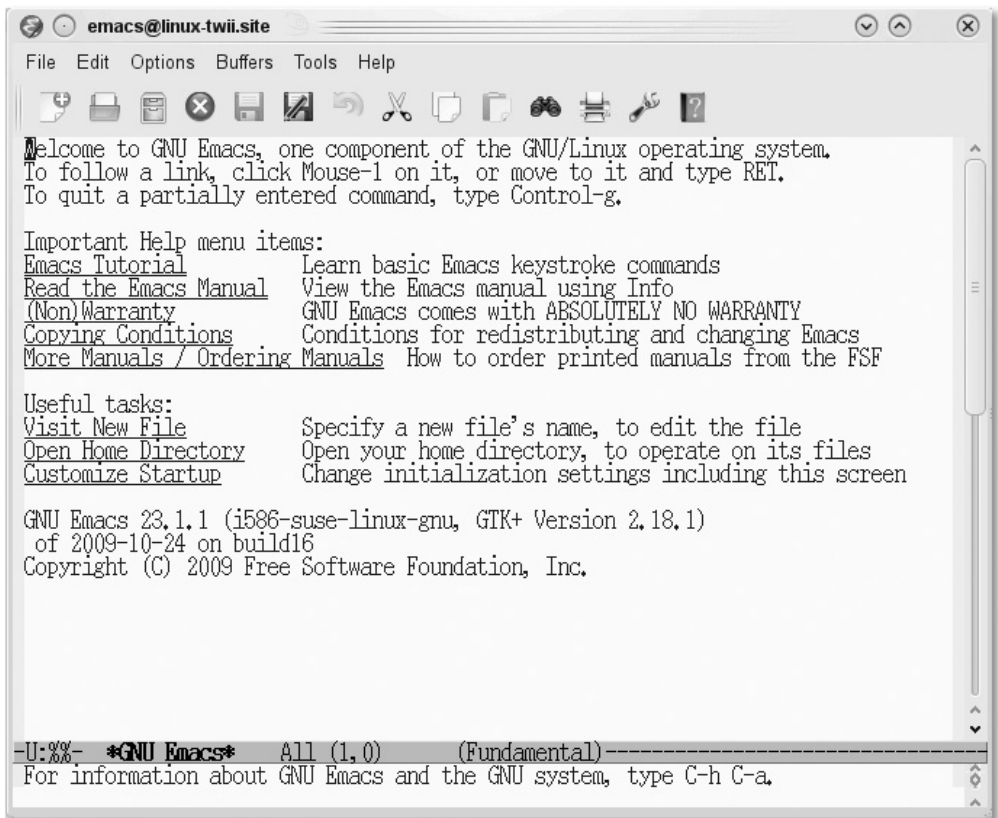 emacs@linux-twii.site
File Edit Options Buffers Tools Help
Welcome to GNU Emacs, one component of the GNU/Linux operating system.
To follow a link, click Mouse-1 on it, or move to it and type RET.
To quit a partially entered command, type Control-g.
Important Help menu items:
Emacs Tutorial Learn basic Emacs keystroke commands
Read the Emacs Manual View the Emacs manual using Info
(Non)Warranty GNU Emacs comes with ABSOLUTELY NO WARRANTY
Copying Conditions Conditions for redistributing and changing Emacs
More Manuals / Ordering Manuals How to order printed manuals from the FSF
Useful tasks:
Visit New File Specify a new file's name, to edit the file
Open Home Directory Open your home directory, to operate on its files
Customize Startup Change initialization settings including this screen
GNU Emacs 23.1.1 (i586-suse-linux-gnu, GTK+ Version 2.18.1)
of 2009-10-24 on build16
Copyright (C) 2009 Free Software Foundation, Inc.
-U:%%- *GNU Emacs* All (1,0) (Fundamental)----------------------------------
For information about GNU Emacs and the GNU system, type C-h C-a.